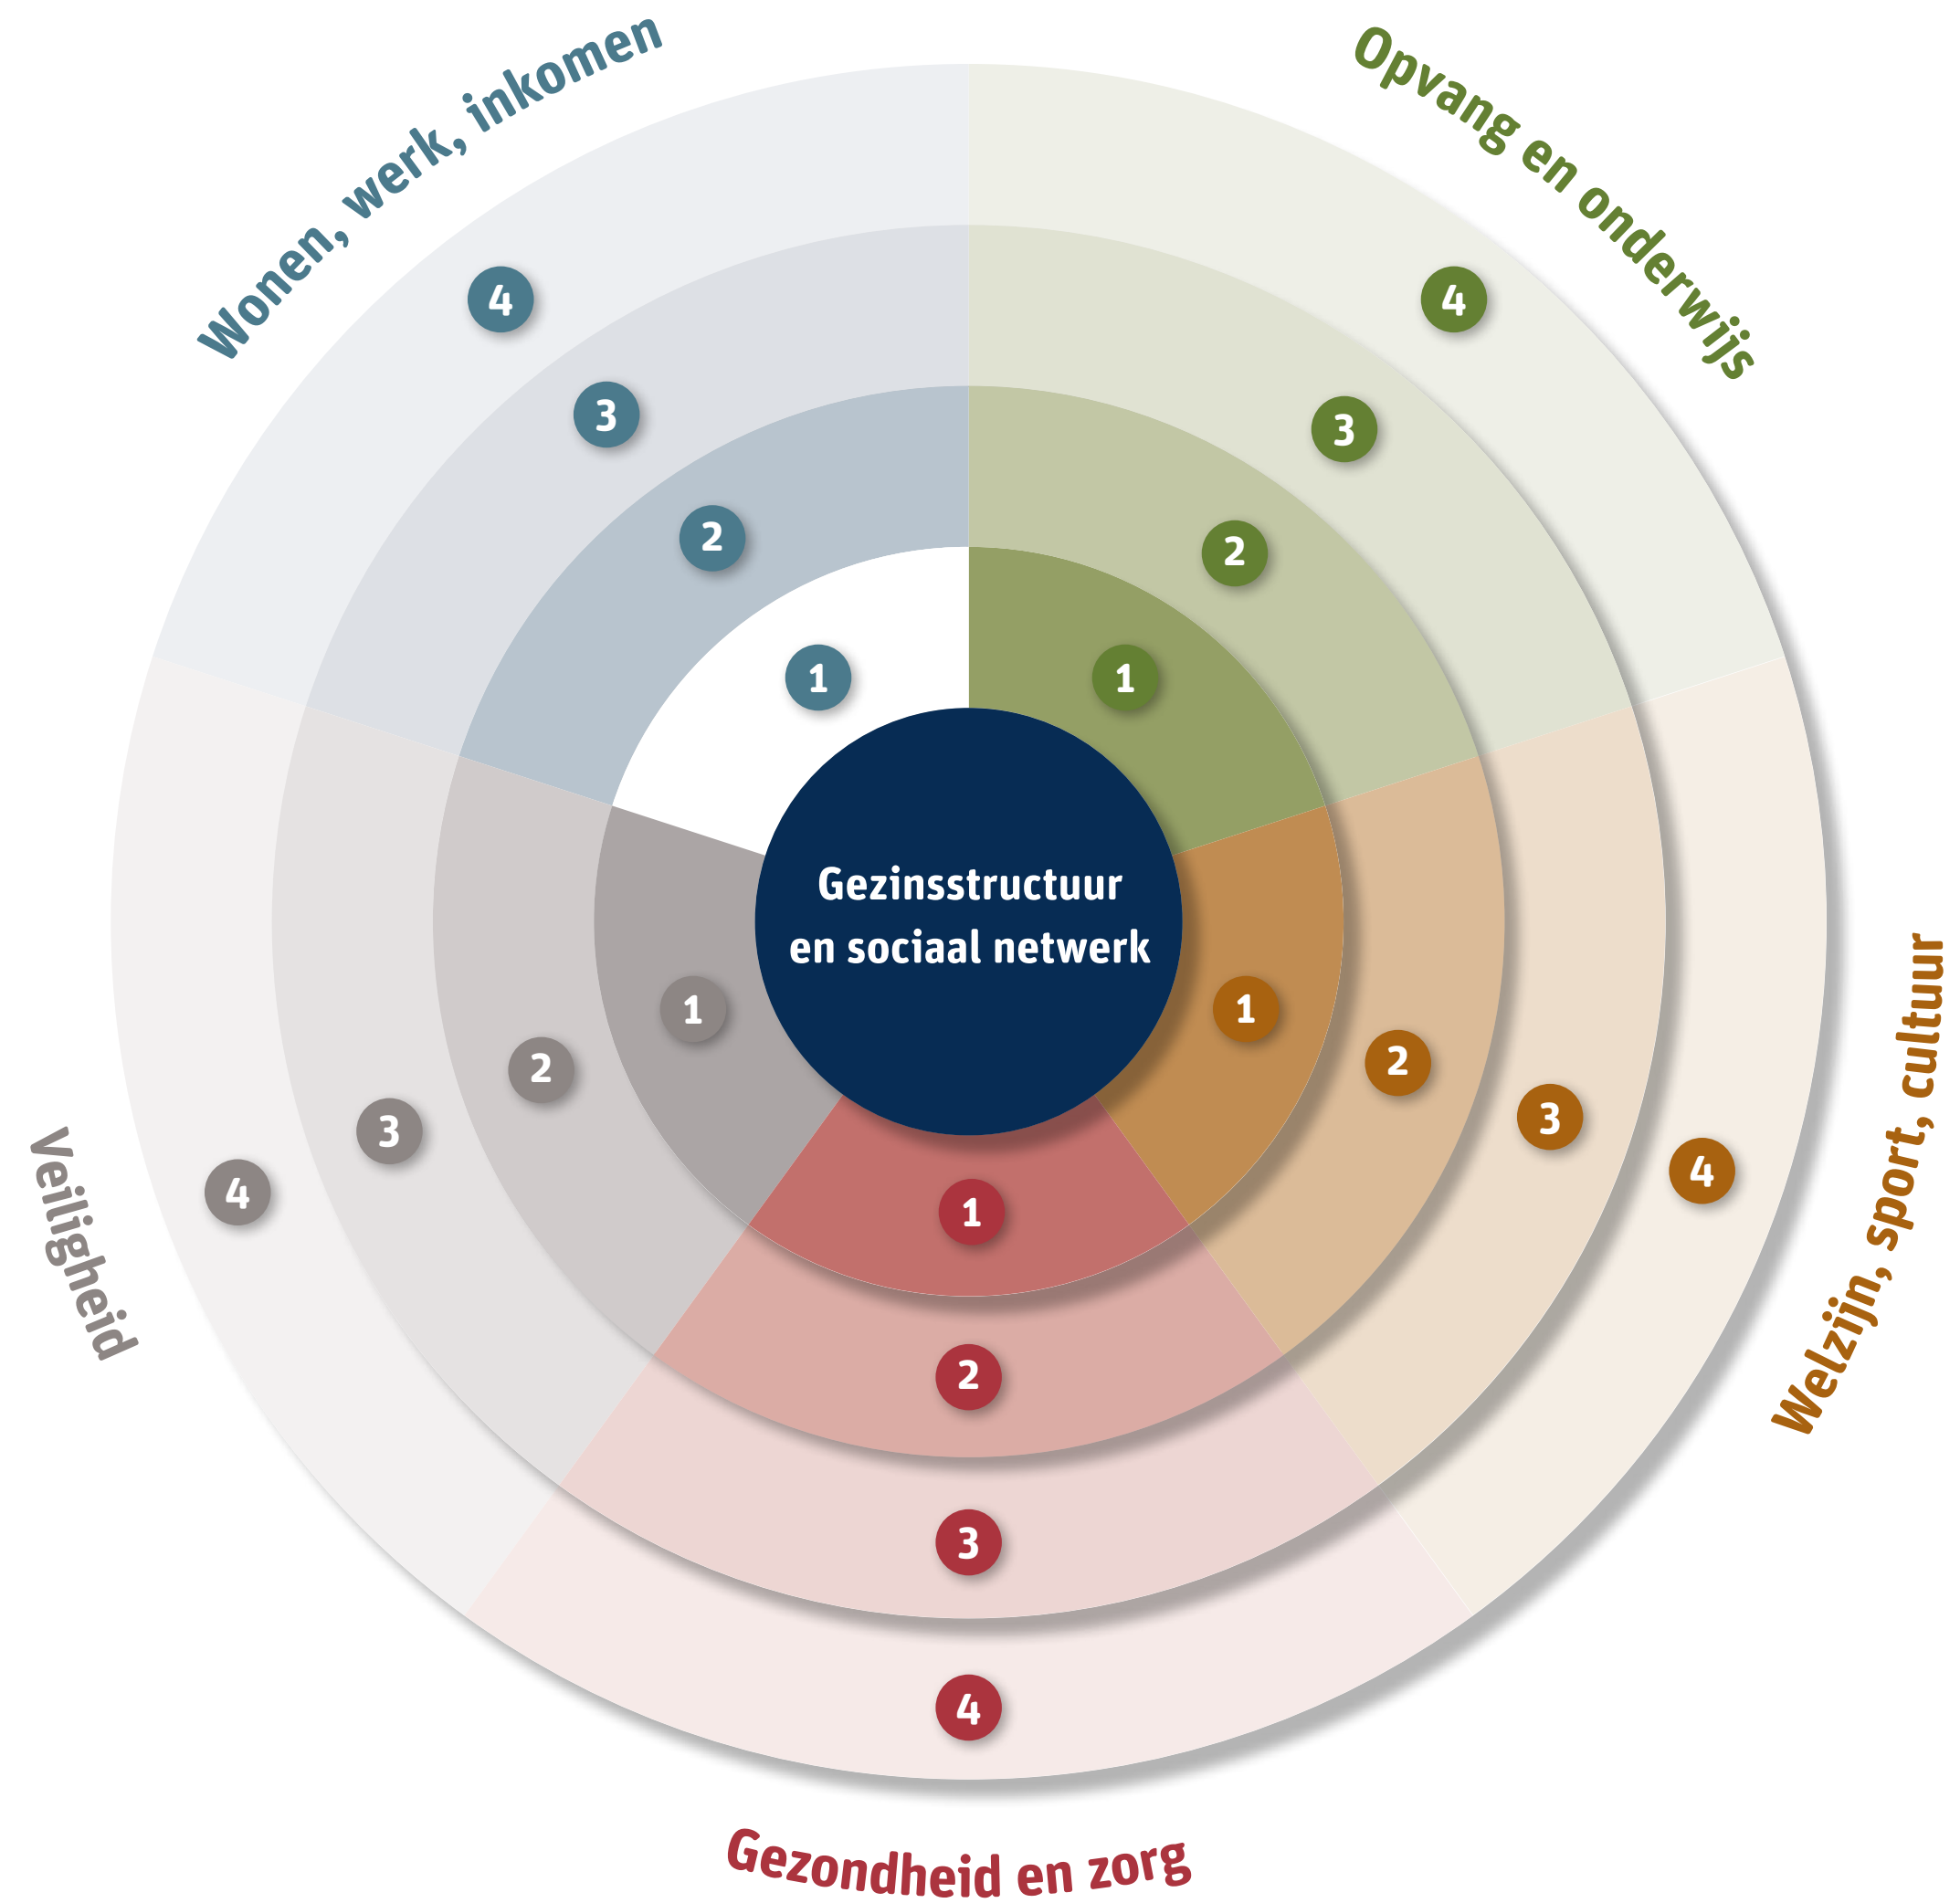 Wonen, werk, inkomen
4
3
2
1
Opvang en onderwijs
4
3
2
1
Gezinsstructuur
en sociaal netwerk
1
2
3
4
Welzijn, sport, cultuur
1
2
3
4
Gezondheid en zorg
1
2
3
4
Veiligheid